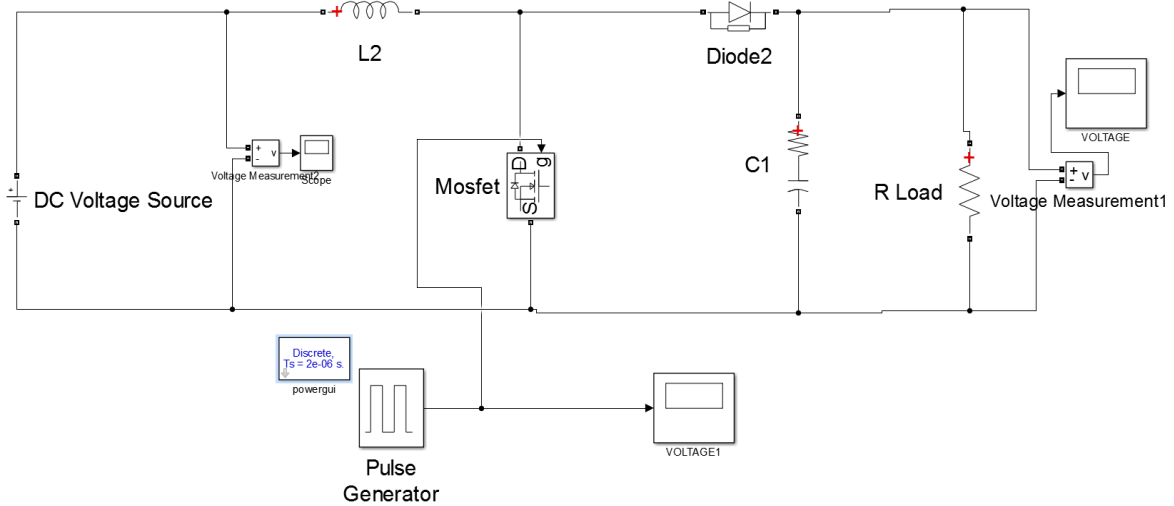 L2
Diode2
+
-
v
Voltage Measurement2
Scope
DC Voltage Source
Mosfet
D
g
S
C1
R Load
VOLTAGE
+
-
v
Voltage Measurement1
Discrete,
Ts = 2e-06 s.
powergui
Pulse
Generator
VOLTAGE1